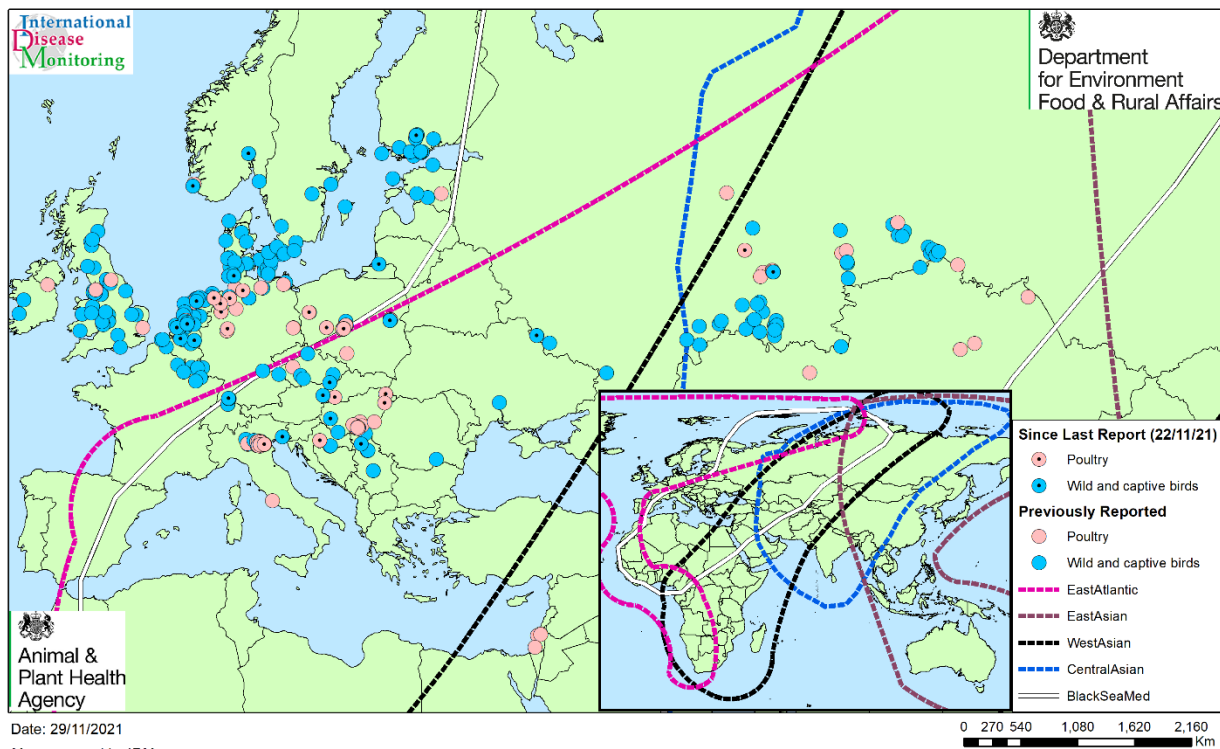 International
Disease
Monitoring
Department
for Environment
Food & Rural Affairs
Since Last Report (22/11/21)
Poultry
Wild and captive birds
Previously Reported
Poultry
Wild and captive birds
EastAtlantic
EastAsian
WestAsian
CentralAsian
BlackSeaMed
Animal &
Plant Health
Agency
Date: 29/11/2021
0 270 540 1,080 1,620 2,160
Km